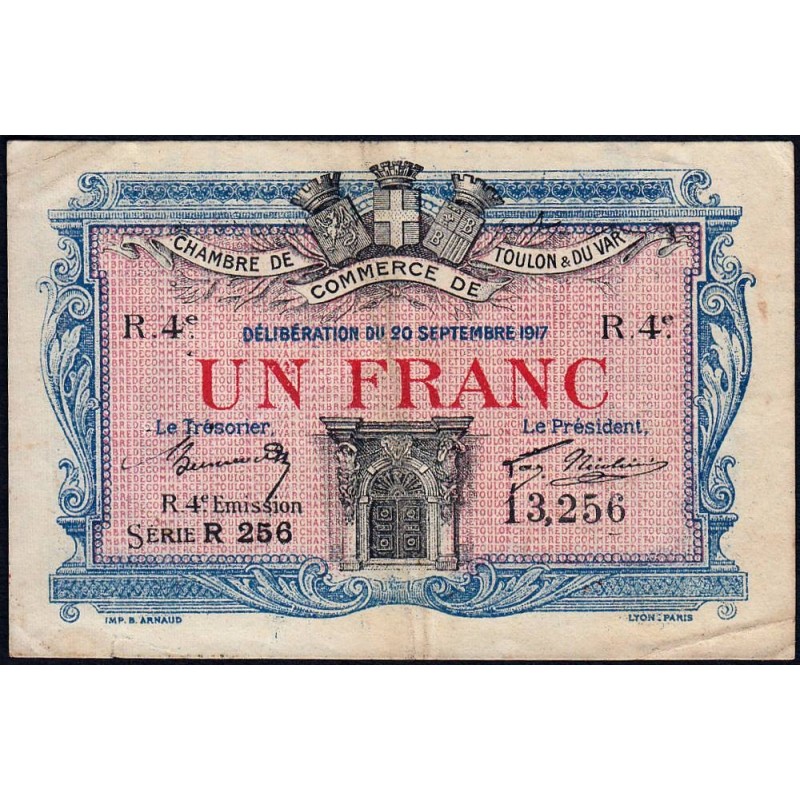 CHAMBRE DE COMMERCE DE TOULON & DU VAR
R.4e. R.4e.
DÉLIBÉRATION DU 20 SEPTEMBRE 1917
UN FRANC
Le Trésorier, Le Président,
R.4e. Emission
13,256
SÉRIE R 256
IMP. B. ARNAUD LYON-PARIS